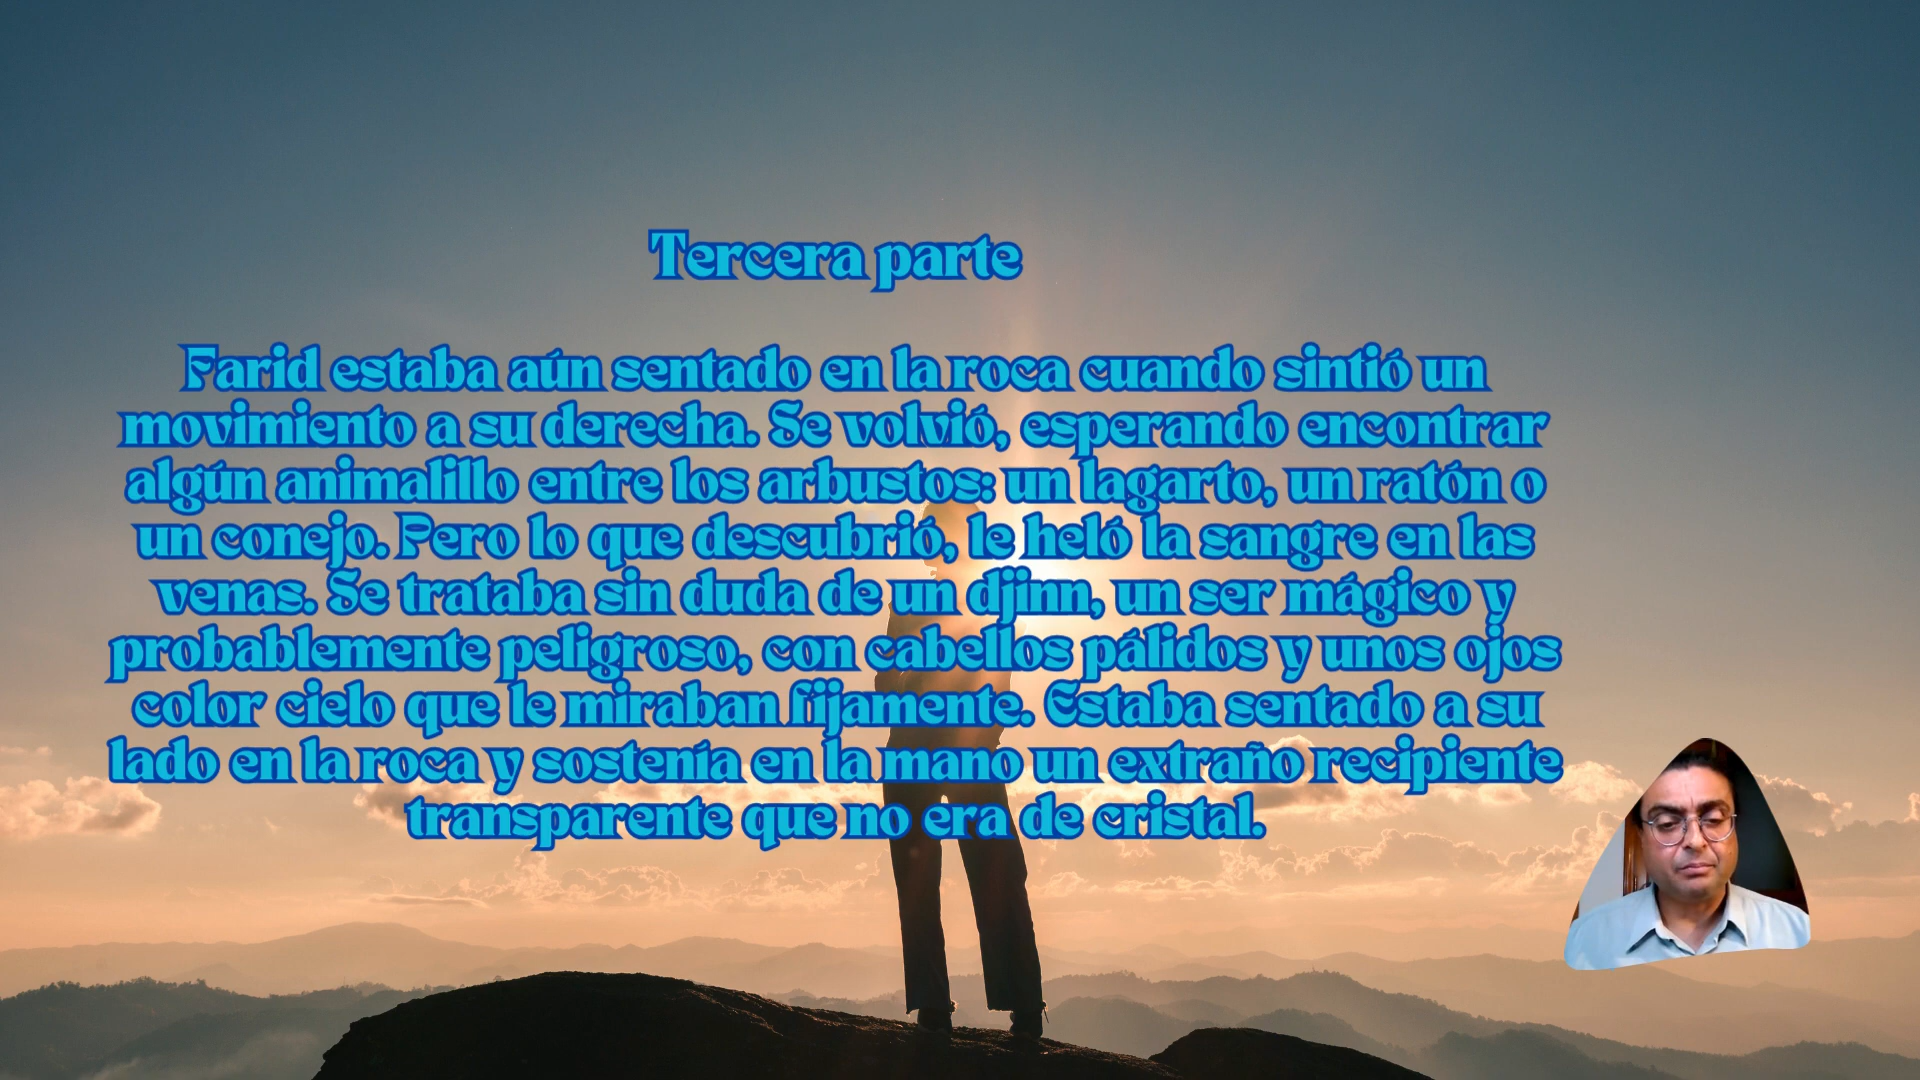 Tercera parte
Farid estaba aún sentado en la roca cuando sintió un
movimiento a su derecha. Se volvió, esperando encontrar
algún animalillo entre los arbustos: un lagarto, un ratón o
un conejo. Pero lo que descubrió, le heló la sangre en las
venas. Se trataba sin duda de un djinn, un ser mágico y
probablemente peligroso, con cabellos pálidos y unos ojos
color cielo que le miraban fijamente. Estaba sentado a su
lado en la roca y sostenía en la mano un extraño recipiente
transparente que no era de cristal.